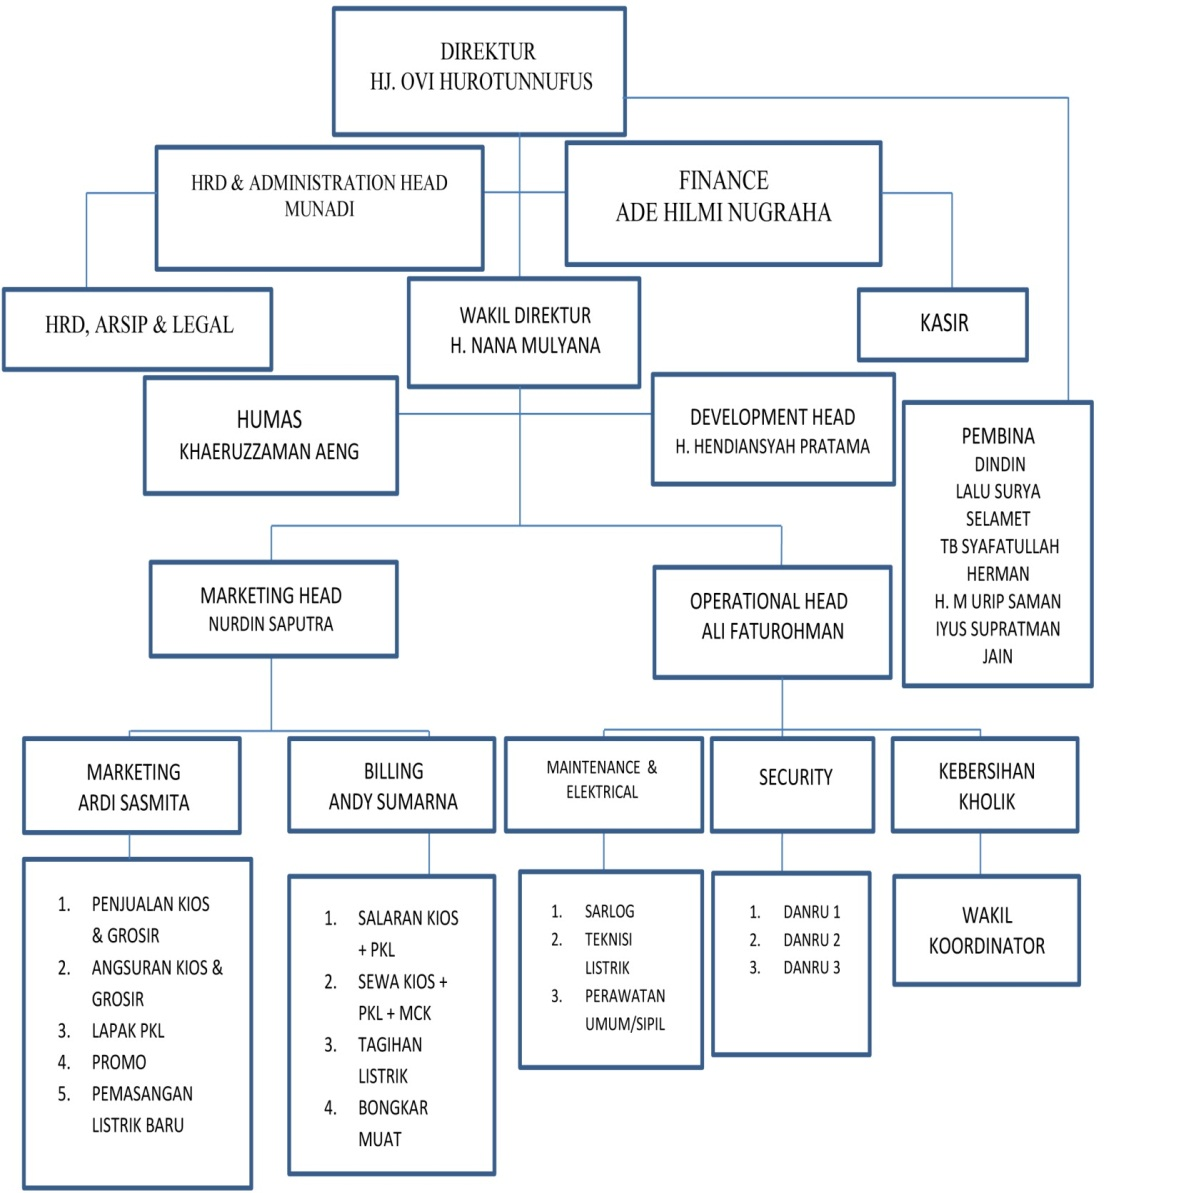 DIREKTUR
HJ. OVI HUROTUNNUFUS
HRD & ADMINISTRATION HEAD
MUNADI
FINANCE
ADE HILMI NUGRAHA
HRD, ARSIP & LEGAL
WAKIL DIREKTUR
H. NANA MULYANA
KASIR
HUMAS
KHAERUZZAMAN AENG
DEVELOPMENT HEAD
H. HENDIANSYAH PRATAMA
PEMBINA
DINDIN
LALU SURYA
SELAMET
TB SYAFATULLAH
HERMAN
H. M URIP SAMAN
IYUS SUPRATMAN
JAIN
MARKETING HEAD
NURDIN SAPUTRA
OPERATIONAL HEAD
ALI FATUROHMAN
MARKETING
ARDI SASMITA
BILLING
ANDY SUMARNA
MAINTENANCE &
ELEKTRICAL
SECURITY
KEBERSIHAN
KHOLIK
1. PENJUALAN KIOS
& GROSIR
2. ANGSURAN KIOS &
GROSIR
3. LAPAK PKL
4. PROMO
5. PEMASANGAN
LISTRIK BARU
1. SALARAN KIOS
+ PKL
2. SEWA KIOS +
PKL + MCK
3. TAGIHAN
LISTRIK
4. BONGKAR
MUAT
1. SARLOG
2. TEKNISI
LISTRIK
3. PERAWATAN
UMUM/SIPIL
1. DANRU 1
2. DANRU 2
3. DANRU 3
WAKIL
KOORDINATOR